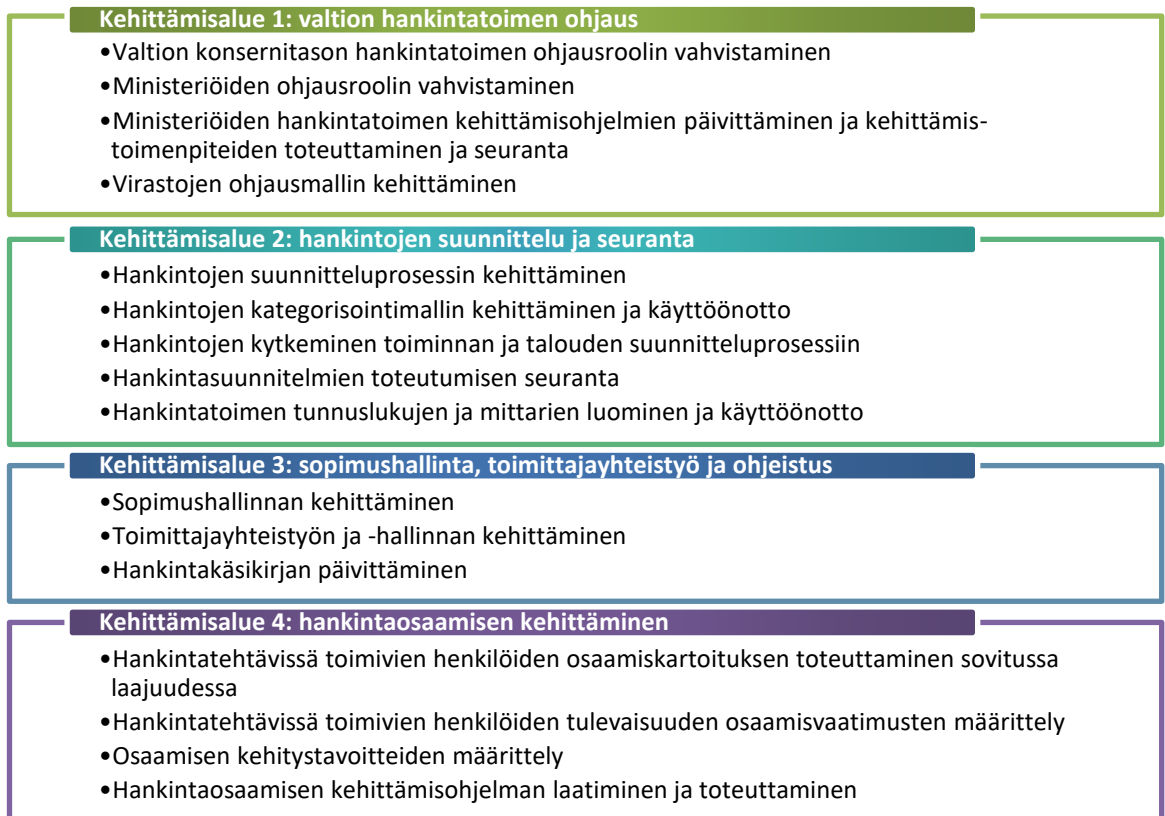 Kehittämisalue 1: valtion hankintatoimen ohjaus
•Valtion konsernitason hankintatoimen ohjausroolin vahvistaminen
•Ministeriöiden ohjausroolin vahvistaminen
•Ministeriöiden hankintatoimen kehittämisohjelmien päivittäminen ja kehittämis-
toimenpiteiden toteuttaminen ja seuranta
•Virastojen ohjausmallin kehittäminen
Kehittämisalue 2: hankintojen suunnittelu ja seuranta
•Hankintojen suunnitteluprosessin kehittäminen
•Hankintojen kategorisointimallin kehittäminen ja käyttöönotto
•Hankintojen kytkeminen toiminnan ja talouden suunnitteluprosessiin
•Hankintasuunnitelmien toteutumisen seuranta
•Hankintatoimen tunnuslukujen ja mittarien luominen ja käyttöönotto
Kehittämisalue 3: sopimushallinta, toimittajayhteistyö ja ohjeistus
•Sopimushallinnan kehittäminen
•Toimittajayhteistyön ja -hallinnan kehittäminen
•Hankintakäsikirjan päivittäminen
Kehittämisalue 4: hankintaosaamisen kehittäminen
•Hankintatehtävissä toimivien henkilöiden osaamiskartoituksen toteuttaminen sovitussa
laajuudessa
•Hankintatehtävissä toimivien henkilöiden tulevaisuuden osaamisvaatimusten määrittely
•Osaamisen kehitystavoitteiden määrittely
•Hankintaosaamisen kehittämisohjelman laatiminen ja toteuttaminen